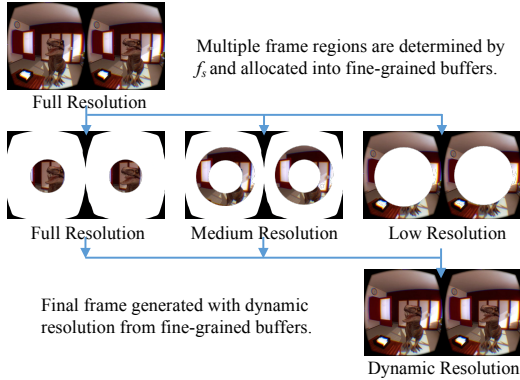 Multiple frame regions are determined by
fs and allocated into fine-grained buffers.
Full Resolution
Full Resolution
Medium Resolution
Low Resolution
Final frame generated with dynamic
resolution from fine-grained buffers.
Dynamic Resolution